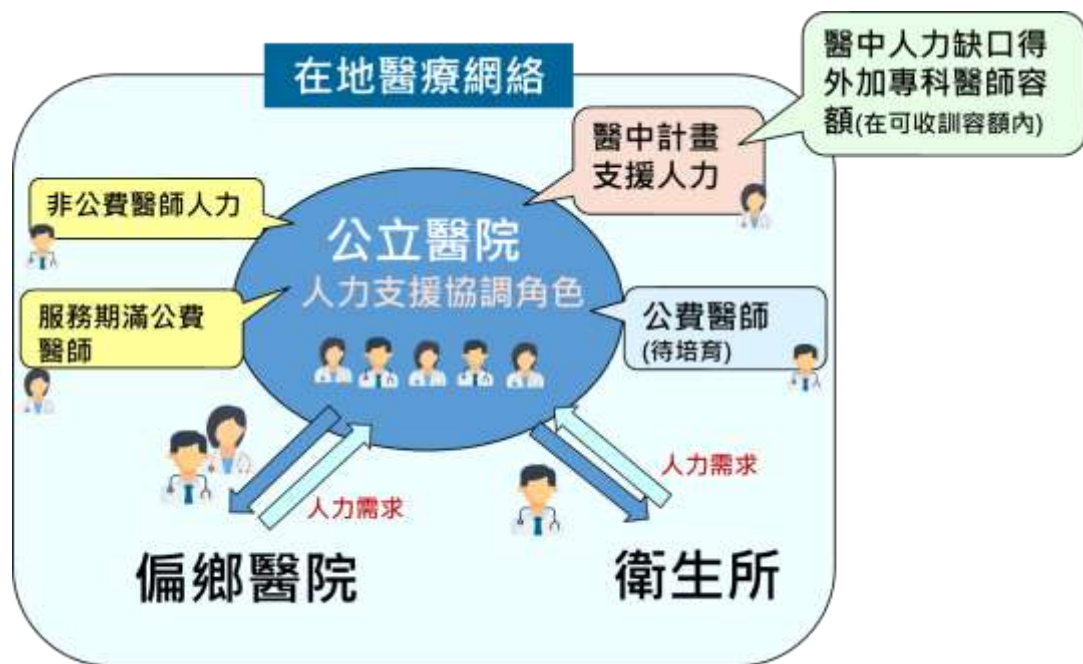 在地醫療網絡
醫中人力缺口得
外加專科醫師容
額(在可收訓容額內)
醫中計畫
支援人力
非公費醫師人力
公立醫院
人力支援協調角色
服務期滿公費
醫師
公費醫師
(待培育)
人力需求
人力需求
偏鄉醫院
衛生所